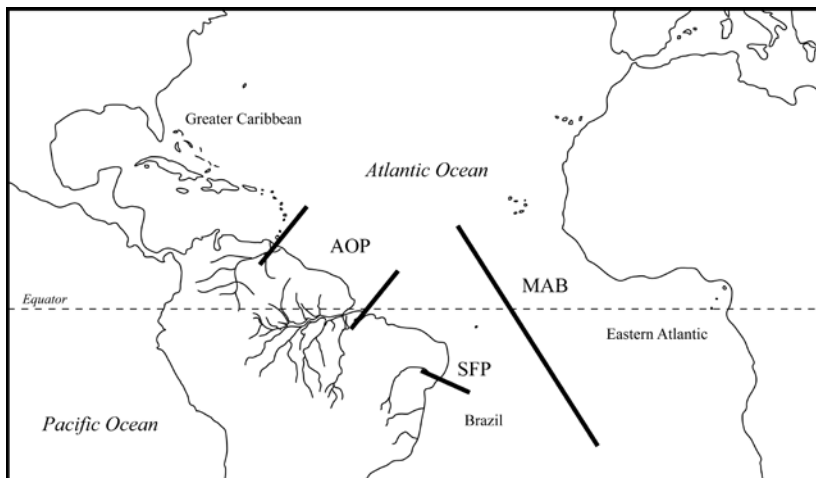 Greater Caribbean
Atlantic Ocean
AOP
MAB
Equator
Eastern Atlantic
SFP
Pacific Ocean
Brazil